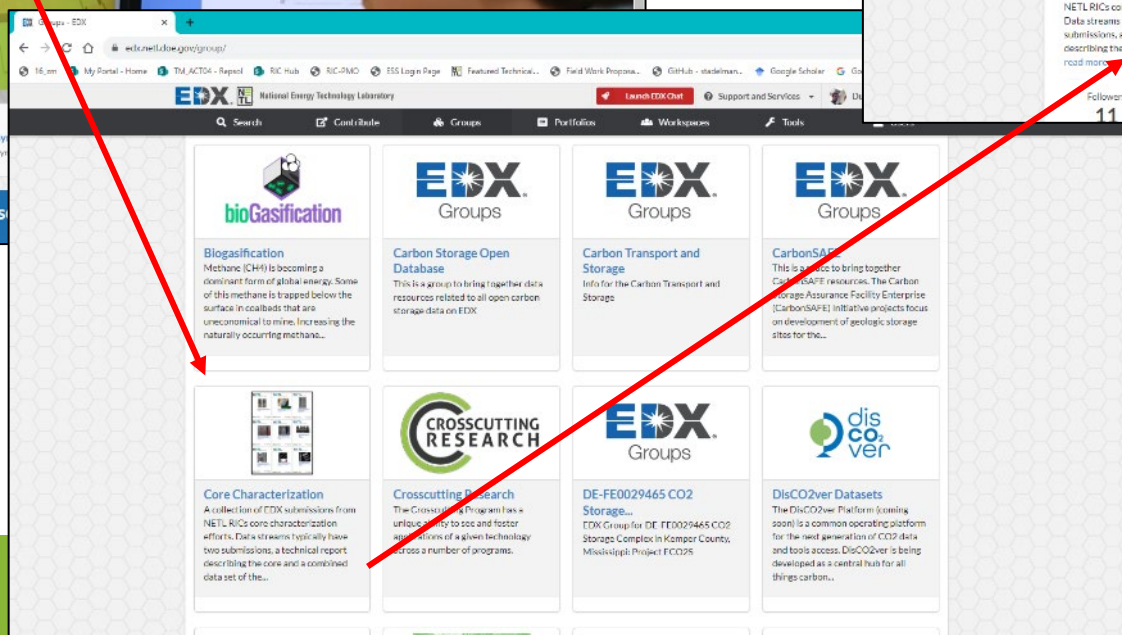 NETL RICs co
Data streams
submissions, a
describing the
read more
Follower
11
Groups - EDX
edx.netl.doe.gov/group/
My Portal - Home
TM_ACT04 - Repsol
RIC Hub
RIC-PMO
ESS Login Page
Featured Technical...
Field Work Propona...
GitHub - stadelman...
Google Scholar
EDX
NETL
National Energy Technology Laboratory
Launch EDX Chat
Support and Services
Search
Contribute
Groups
Portfolios
Workspaces
Tools
Users
bioGasification
EDX.
Groups
EDX.
Groups
EDX.
Groups
Biogasification
Methane (CH4) is becoming a
dominant form of global energy. Some
of this methane is trapped below the
surface in coalbeds that are
uneconomical to mine. Increasing the
naturally occurring methane...
Carbon Storage Open
Database
This is a group to bring together data
resources related to all open carbon
storage data on EDX
Carbon Transport and
Storage
Info for the Carbon Transport and
Storage
CarbonSAFE
This is a place to bring together
CarbonSAFE resources. The Carbon
Storage Assurance Facility Enterprise
(CarbonSAFE) Initiative projects focus
on development of geologic storage
sites for the...
CROSSCUTTING
RESEARCH
EDX.
Groups
dis
CO2
ver
Core Characterization
A collection of EDX submissions from
NETL RICs core characterization
efforts. Data streams typically have
two submissions, a technical report
describing the core and a combined
data set of the...
Crosscutting Research
The Crosscutting Program has a
unique ability to see and foster
applications of a given technology
across a number of programs.
DE-FE0029465 CO2
Storage...
EDX Group for DE-FE0029465 CO2
Storage Complex in Kemper County,
Mississippi: Project ECO2S
DisCO2ver Datasets
The DisCO2ver Platform (coming
soon) is a common operating platform
for the next generation of CO2 data
and tools access. DisCO2ver is being
developed as a central hub for all
things carbon...